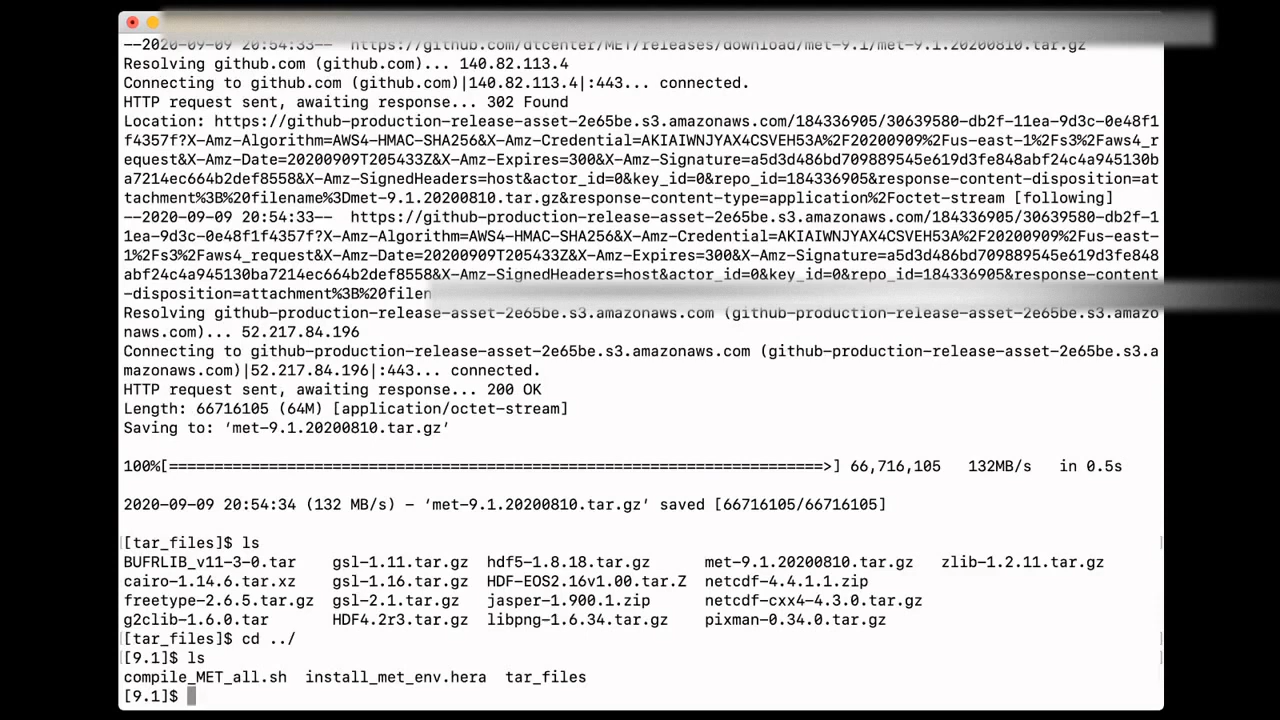 --2020-09-09 20:54:33--  https://github.com/dtcenter/MET/releases/download/met-9.1/met-9.1.20200810.tar.gz
Resolving github.com (github.com)... 140.82.113.4
Connecting to github.com (github.com)|140.82.113.4|:443... connected.
HTTP request sent, awaiting response... 302 Found
Location: https://github-production-release-asset-2e65be.s3.amazonaws.com/184336905/30639580-db2f-11ea-9d3c-0e48f1
f4357f?X-Amz-Algorithm=AWS4-HMAC-SHA256&X-Amz-Credential=AKIAIWNJYAX4CSVEH53A%2F20200909%2Fus-east-1%2Fs3%2Faws4_r
equest&X-Amz-Date=20200909T205433Z&X-Amz-Expires=300&X-Amz-Signature=a5d3d486bd709889545e619d3fe848abf24c4a945130b
a7214ec664b2def8558&X-Amz-SignedHeaders=host&actor_id=0&key_id=0&repo_id=184336905&response-content-disposition=at
tachment%3B%20filename%3Dmet-9.1.20200810.tar.gz&response-content-type=application%2Foctet-stream [following]
--2020-09-09 20:54:33--  https://github-production-release-asset-2e65be.s3.amazonaws.com/184336905/30639580-db2f-1
1ea-9d3c-0e48f1f4357f?X-Amz-Algorithm=AWS4-HMAC-SHA256&X-Amz-Credential=AKIAIWNJYAX4CSVEH53A%2F20200909%2Fus-east-
1%2Fs3%2Faws4_request&X-Amz-Date=20200909T205433Z&X-Amz-Expires=300&X-Amz-Signature=a5d3d486bd709889545e619d3fe848
abf24c4a945130ba7214ec664b2def8558&X-Amz-SignedHeaders=host&actor_id=0&key_id=0&repo_id=184336905&response-content
-disposition=attachment%3B%20filen
Resolving github-production-release-asset-2e65be.s3.amazonaws.com (github-production-release-asset-2e65be.s3.amazo
naws.com)... 52.217.84.196
Connecting to github-production-release-asset-2e65be.s3.amazonaws.com (github-production-release-asset-2e65be.s3.a
mazonaws.com)|52.217.84.196|:443... connected.
HTTP request sent, awaiting response... 200 OK
Length: 66716105 (64M) [application/octet-stream]
Saving to: ‘met-9.1.20200810.tar.gz’
100%[========================================================================>] 66,716,105   132MB/s   in 0.5s
2020-09-09 20:54:34 (132 MB/s) - ‘met-9.1.20200810.tar.gz’ saved [66716105/66716105]
[tar_files]$ ls
BUFRLIB_v11-3-0.tar    gsl-1.11.tar.gz  hdf5-1.8.18.tar.gz      met-9.1.20200810.tar.gz   zlib-1.2.11.tar.gz
cairo-1.14.6.tar.xz    gsl-1.16.tar.gz  HDF-EOS2.16v1.00.tar.Z  netcdf-4.4.1.1.zip
freetype-2.6.5.tar.gz  gsl-2.1.tar.gz   jasper-1.900.1.zip      netcdf-cxx4-4.3.0.tar.gz
g2clib-1.6.0.tar       HDF4.2r3.tar.gz  libpng-1.6.34.tar.gz    pixman-0.34.0.tar.gz
[tar_files]$ cd ../
[9.1]$ ls
compile_MET_all.sh  install_met_env.hera  tar_files
[9.1]$